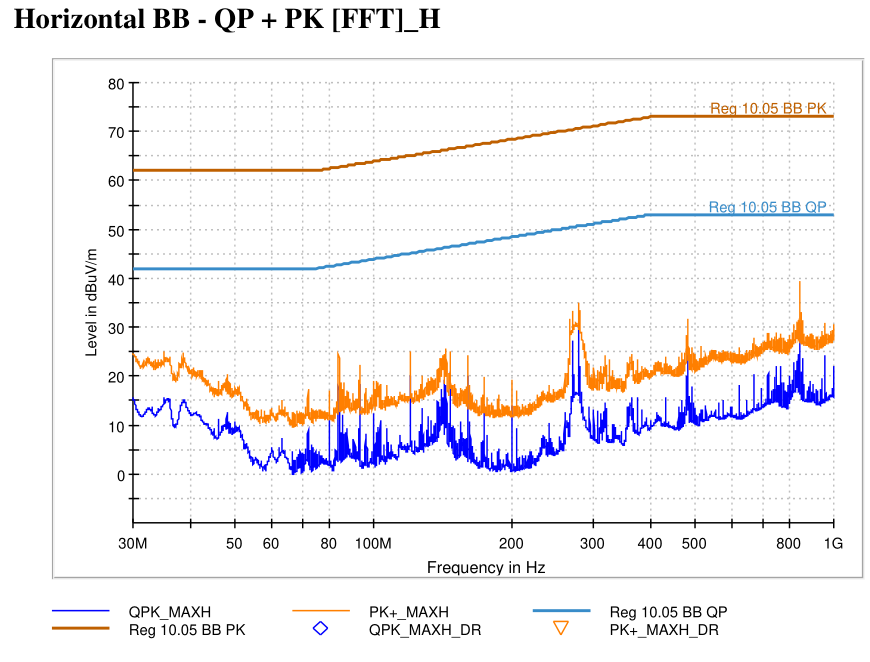 Horizontal BB - QP + PK [FFT]_H
80
70
60
50
40
30
20
10
0
Level in dBuV/m
Reg 10.05 BB PK
Reg 10.05 BB QP
30M 50 60 80 100M 200 300 400 500 800 1G
Frequency in Hz
QPK_MAXH PK+_MAXH Reg 10.05 BB QP
Reg 10.05 BB PK QPK_MAXH_DR PK+_MAXH_DR